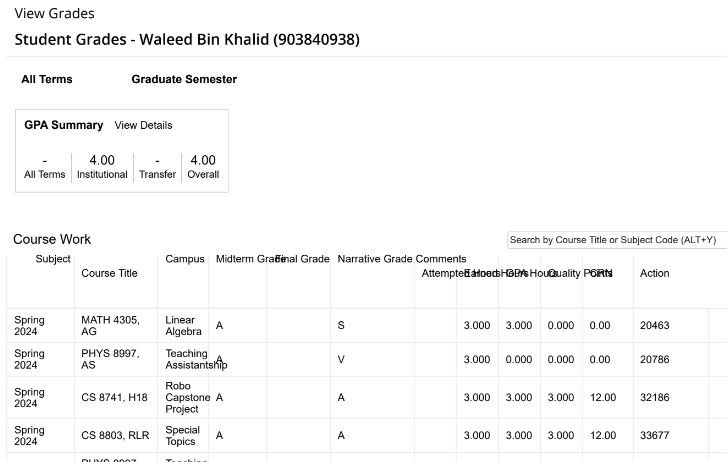 View Grades
Student Grades - Waleed Bin Khalid (903840938)
All Terms Graduate Semester
GPA Summary View Details
- 4.00 - 4.00
All Terms Institutional Transfer Overall
Course Work
Search by Course Title or Subject Code (ALT+Y)
Subject Campus Midterm Grade Final Grade Narrative Grade Comments
Course Title Attempted Hours Earned Hours GPA Hours Quality Points CRN Action
Spring 2024 MATH 4305, AG Linear Algebra A S 3.000 3.000 0.000 0.00 20463
Spring 2024 PHYS 8997, AS Teaching Assistantship A V 3.000 0.000 0.000 0.00 20786
Spring 2024 CS 8741, H18 Robo Capstone Project A A 3.000 3.000 3.000 12.00 32186
Spring 2024 CS 8803, RLR Special Topics A A 3.000 3.000 3.000 12.00 33677